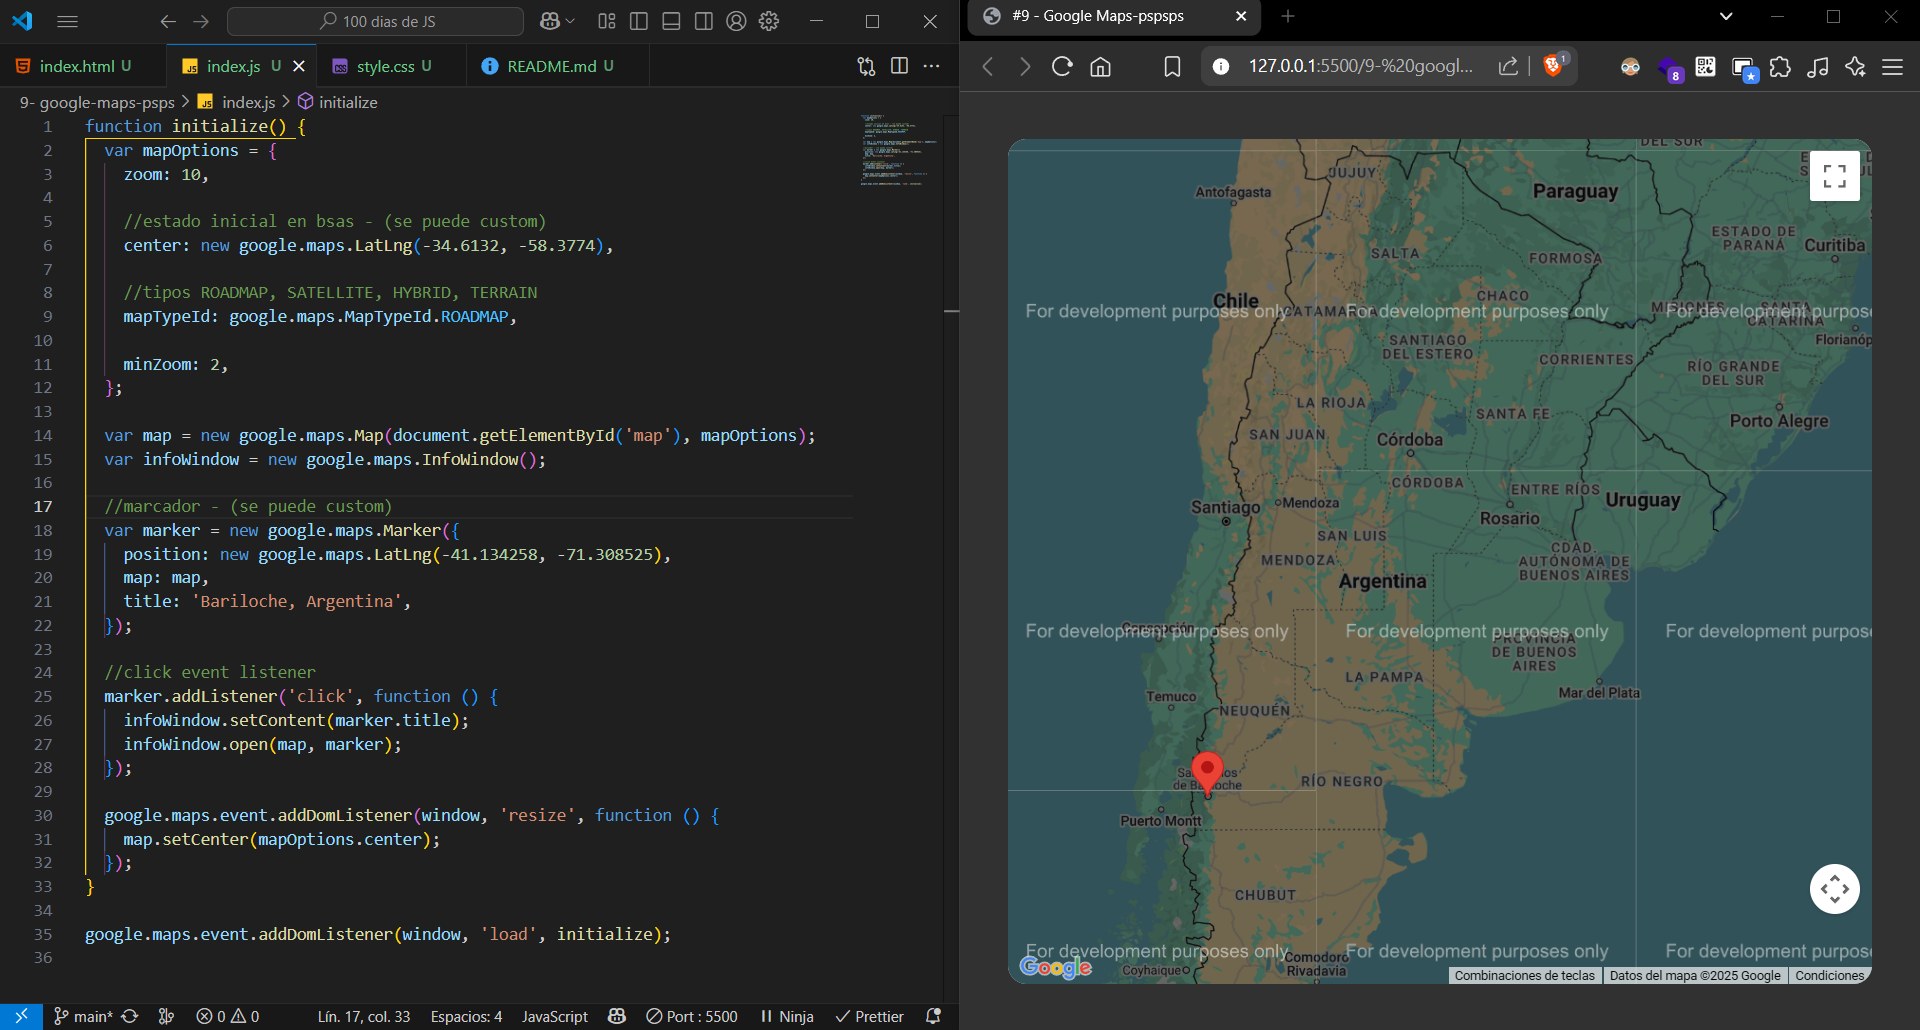 100 dias de JS
index.html U
index.js U
style.css U
README.md U
9- google-maps-psps > index.js > initialize
1 function initialize() {
2 var mapOptions = {
3 zoom: 10,
4
5 //estado inicial en bsas - (se puede custom)
6 center: new google.maps.LatLng(-34.6132, -58.3774),
7
8 //tipos ROADMAP, SATELLITE, HYBRID, TERRAIN
9 mapTypeId: google.maps.MapTypeId.ROADMAP,
10
11 minZoom: 2,
12 };
13
14 var map = new google.maps.Map(document.getElementById('map'), mapOptions);
15 var infoWindow = new google.maps.InfoWindow();
16
17 //marcador - (se puede custom)
18 var marker = new google.maps.Marker({
19 position: new google.maps.LatLng(-41.134258, -71.308525),
20 map: map,
21 title: 'Bariloche, Argentina',
22 });
23
24 //click event listener
25 marker.addListener('click', function () {
26 infoWindow.setContent(marker.title);
27 infoWindow.open(map, marker);
28 });
29
30 google.maps.event.addDomListener(window, 'resize', function () {
31 map.setCenter(mapOptions.center);
32 });
33 }
34
35 google.maps.event.addDomListener(window, 'load', initialize);
36
main*
0 0
Lín. 17, col. 33
Espacios: 4
JavaScript
Port : 5500
Ninja
Prettier
#9 - Google Maps-pspsps
127.0.0.1:5500/9-%20googl...
1
8
DEL SUR
JUJUY
Antofagasta
Paraguay
ESTADO DE
PARANÁ
Curitiba
SALTA
FORMOSA
Chile
CHACO
MISIONES
SANTA
CATARINA
CATAMARCA
For development purposes only
For development purposes only
For development purpose
Florianóp
SANTIAGO
DEL ESTERO
CORRIENTES
RÍO GRANDE
DEL SUR
LA RIOJA
SANTA FE
Porto Alegre
SAN JUAN
Córdoba
CÓRDOBA
ENTRE RÍOS
Uruguay
Santiago
Mendoza
Rosario
SAN LUIS
MENDOZA
CDAD.
AUTÓNOMA DE
BUENOS AIRES
Argentina
Concepción
For development purposes only
For development purposes only
For development purpose
PROVINCIA
DE BUENOS
AIRES
LA PAMPA
Mar del Plata
Temuco
NEUQUÉN
de Bariloche
RÍO NEGRO
Puerto Montt
CHUBUT
For development purposes only
For development purposes only
For development purpose
Google
Coyhaique
Comodoro
Rivadavia
Combinaciones de teclas
Datos del mapa ©2025 Google
Condiciones